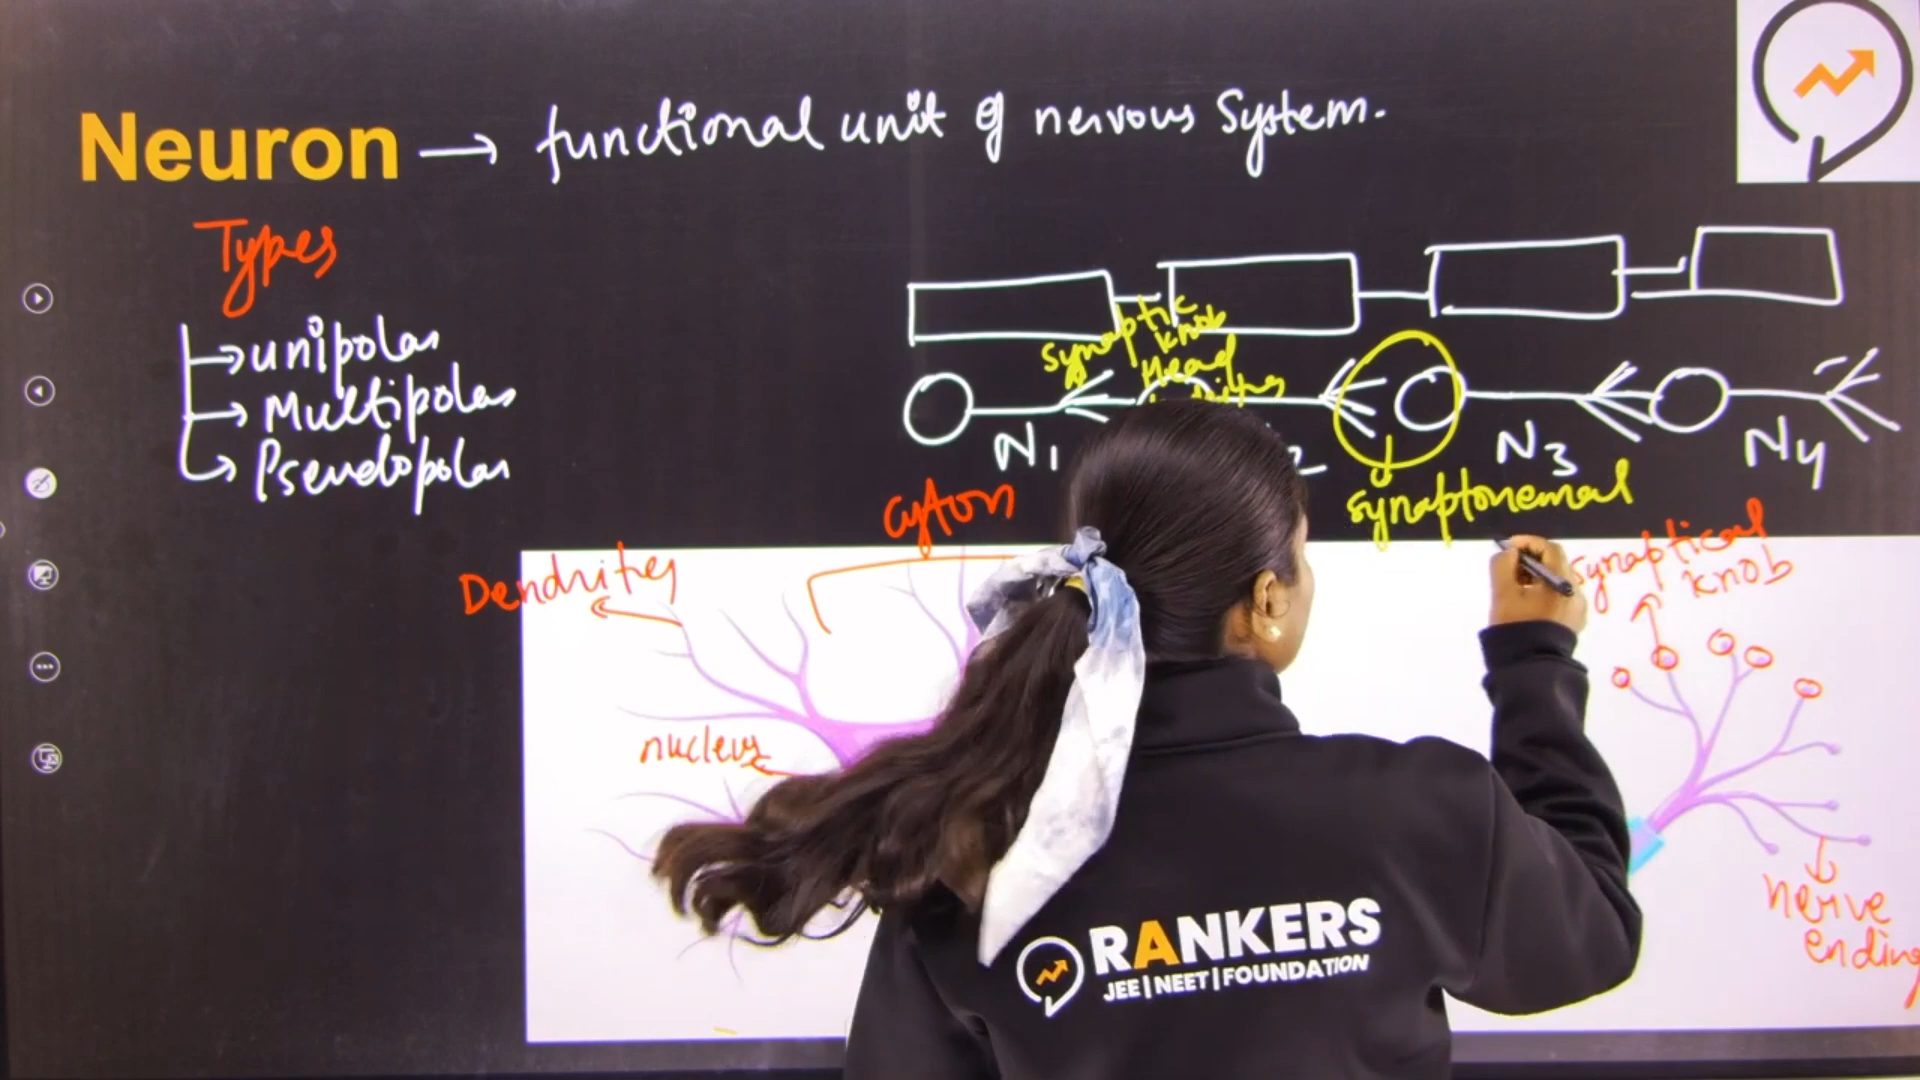 Neuron → functional unit of nervous System.
Types
→ unipolar
→ Multipolar
→ Pseudopolar
synaptic
knob
Head
N1
N3
N4
synaptonemal
Cyton
Dendrites
nucleus
synaptical
knob
nerve
ending
RANKERS
JEE | NEET | FOUNDATION